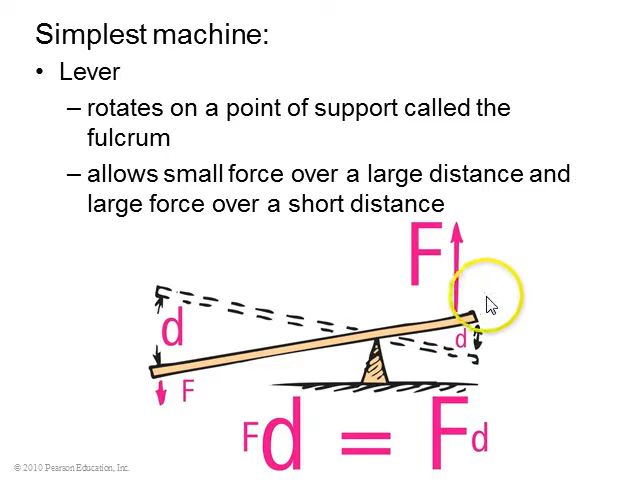 Simplest machine:
• Lever
– rotates on a point of support called the
fulcrum
– allows small force over a large distance and
large force over a short distance
F
d
d
F
Fd = Fd
© 2010 Pearson Education, Inc.